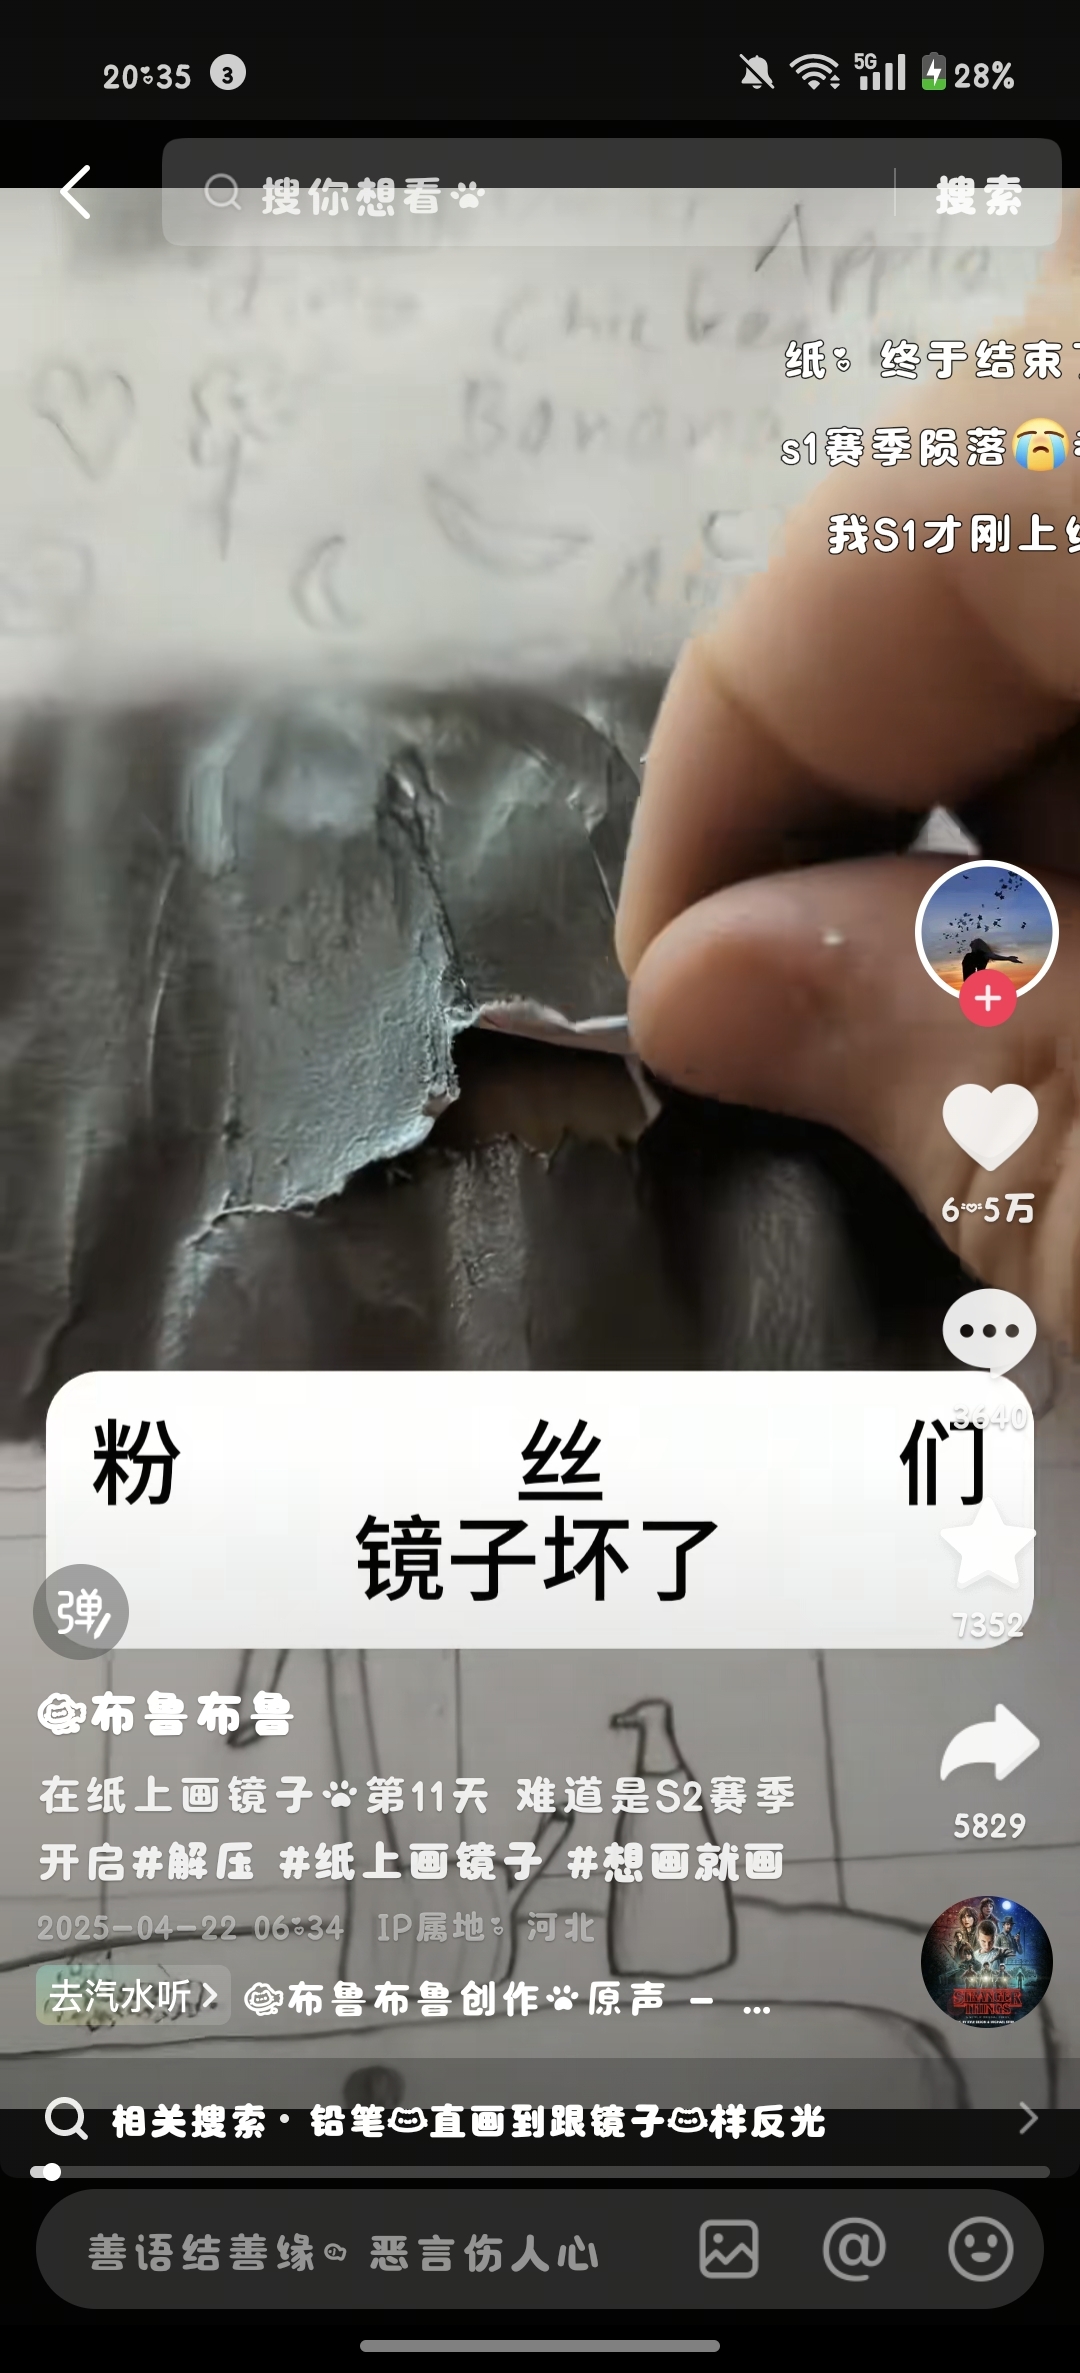 20:35 3 5G 28%
搜你想看 搜索
Apple
Chicken
Banana
纸 终于结束了
s1赛季陨落😭
我S1才刚上
6.5万
3640
粉丝们
镜子坏了
弹
7352
布鲁布鲁
在纸上画镜子 第11天 难道是S2赛季
开启#解压 #纸上画镜子 #想画就画
5829
2025-04-22 06:34 IP属地: 河北
去汽水听 > 布鲁布鲁创作 原声 - ...
STRANGER THINGS
相关搜索·铅笔 直画到跟镜子 样反光
善语结善缘 恶言伤人心